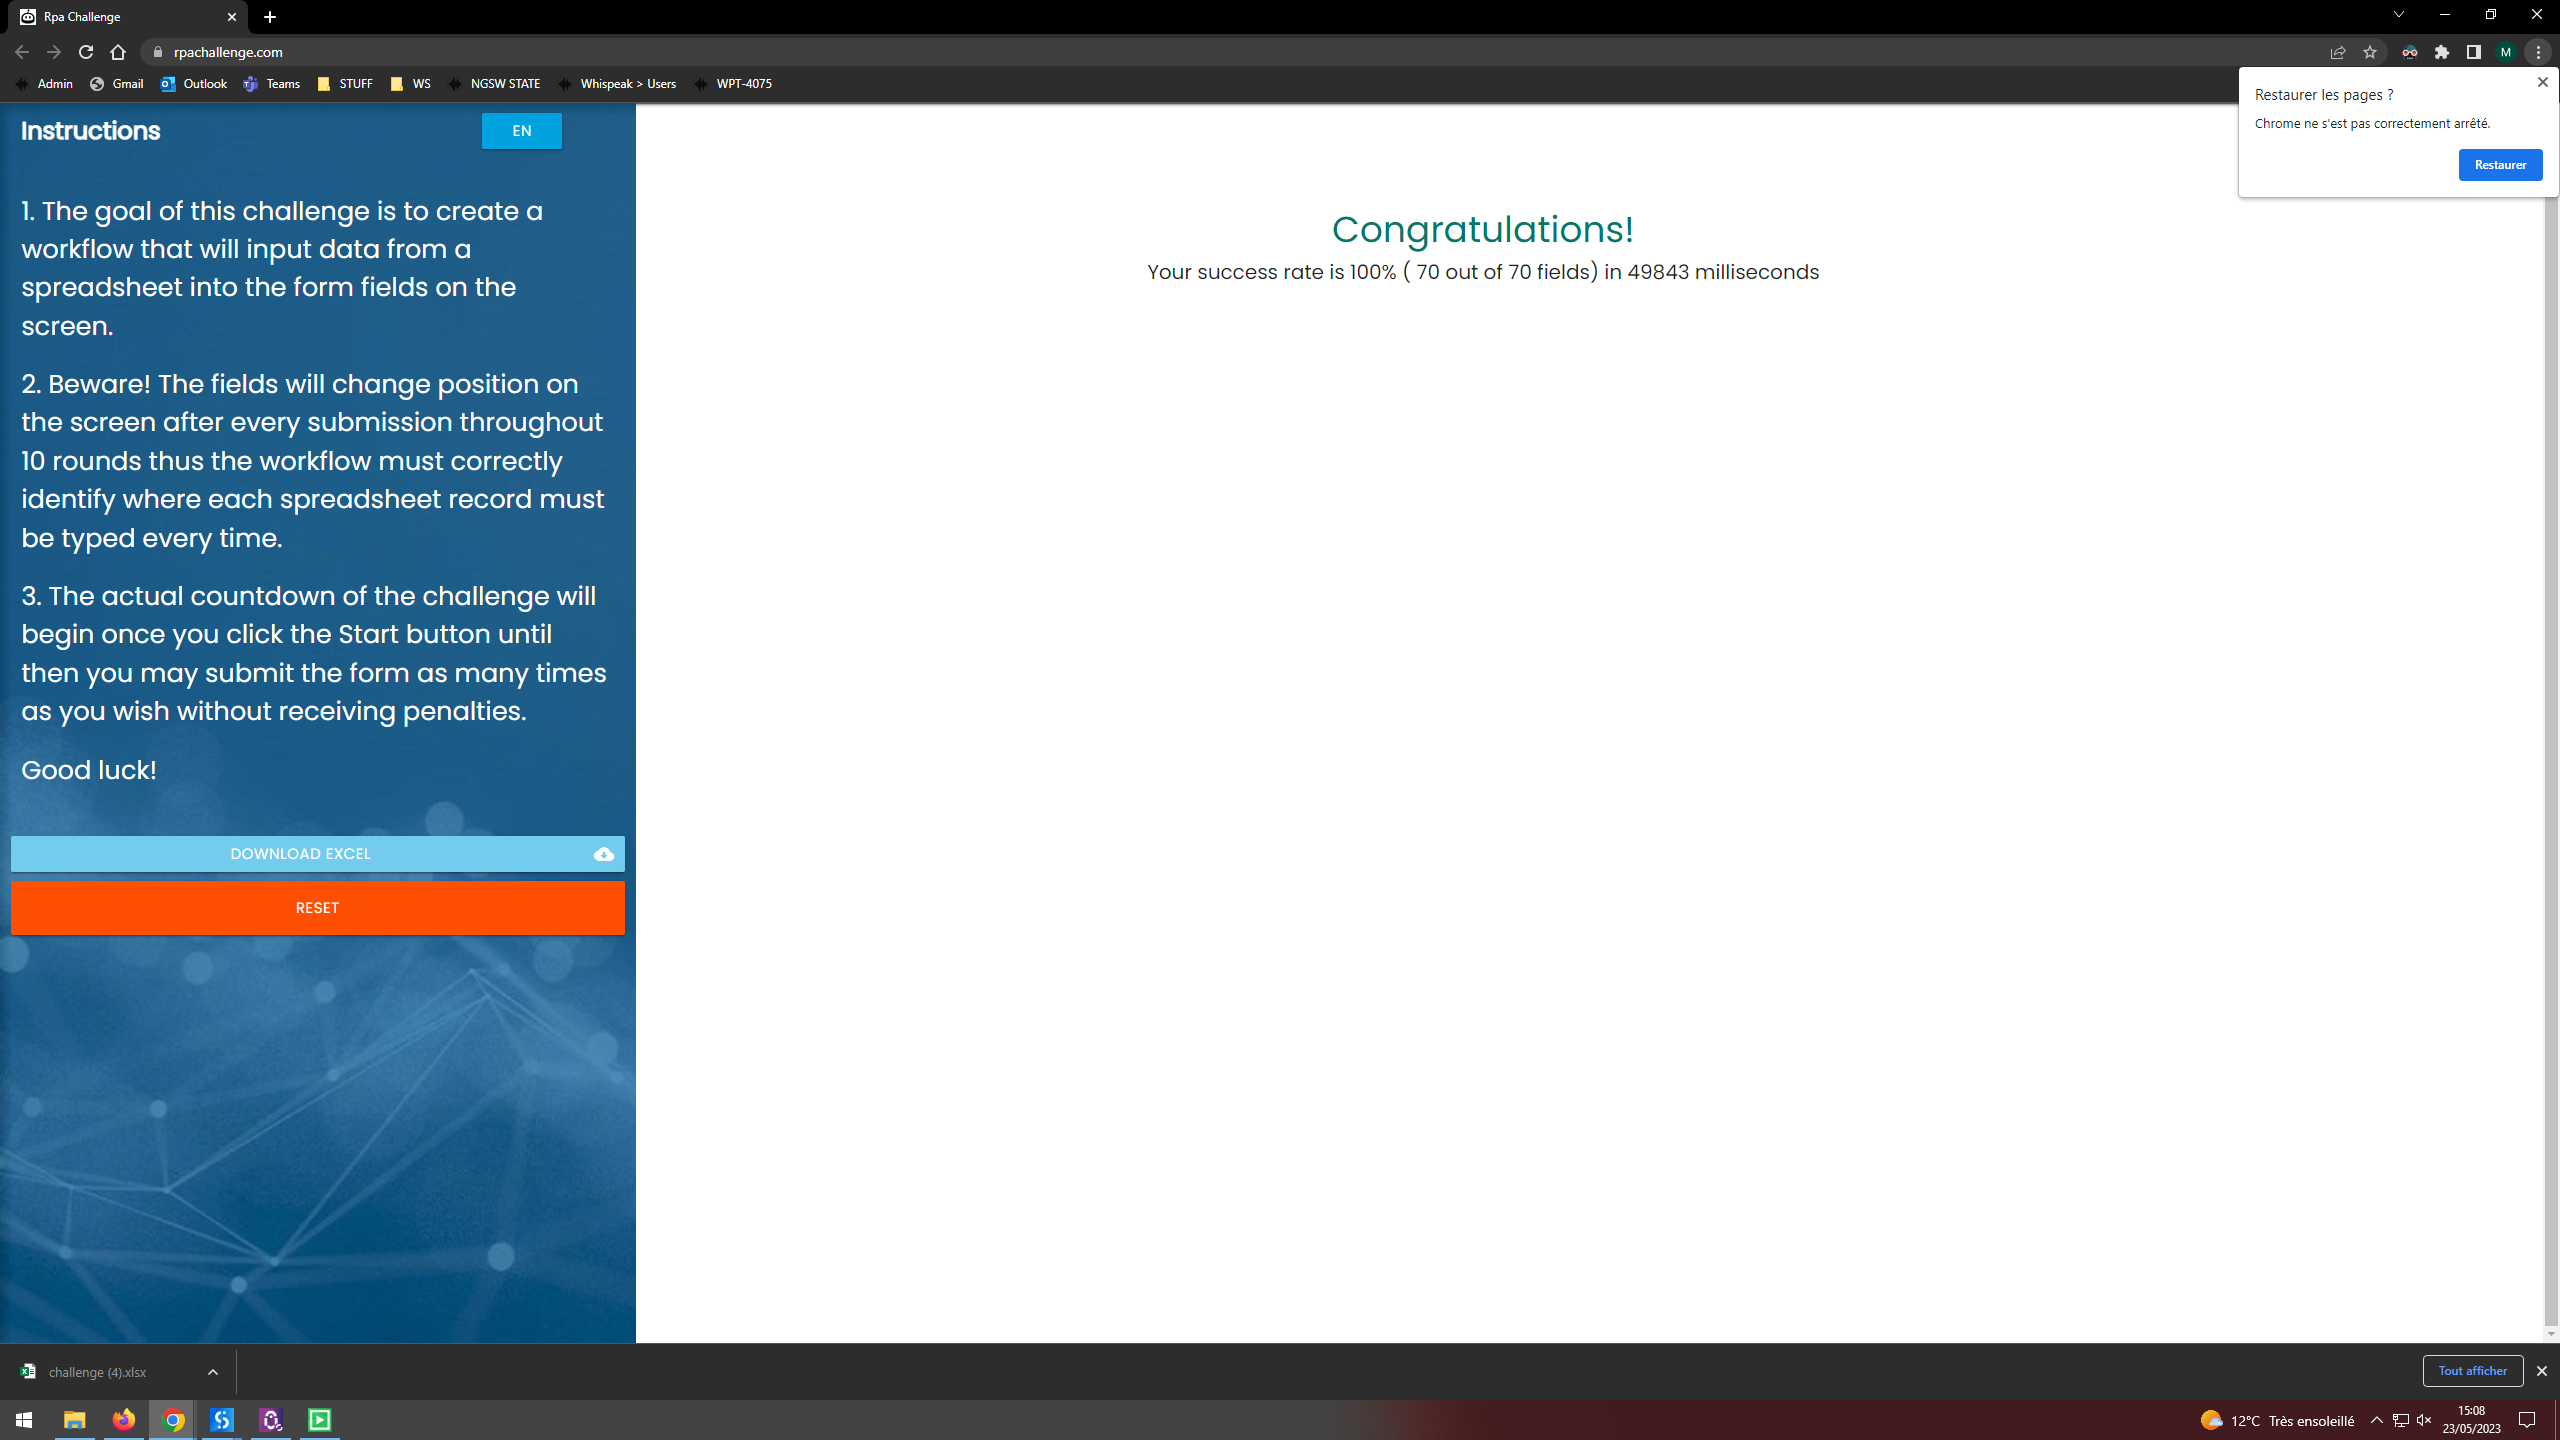 Rpa Challenge
rpachallenge.com
M
Admin Gmail Outlook Teams STUFF WS NGSW STATE Whispeak > Users WPT-4075
Restaurer les pages ?
Chrome ne s'est pas correctement arrêté.
Restaurer
Instructions
EN
1. The goal of this challenge is to create a
workflow that will input data from a
spreadsheet into the form fields on the
screen.
2. Beware! The fields will change position on
the screen after every submission throughout
10 rounds thus the workflow must correctly
identify where each spreadsheet record must
be typed every time.
3. The actual countdown of the challenge will
begin once you click the Start button until
then you may submit the form as many times
as you wish without receiving penalties.
Good luck!
DOWNLOAD EXCEL
RESET
Congratulations!
Your success rate is 100% ( 70 out of 70 fields) in 49843 milliseconds
challenge (4).xlsx
Tout afficher
12°C Très ensoleillé
15:08
23/05/2023